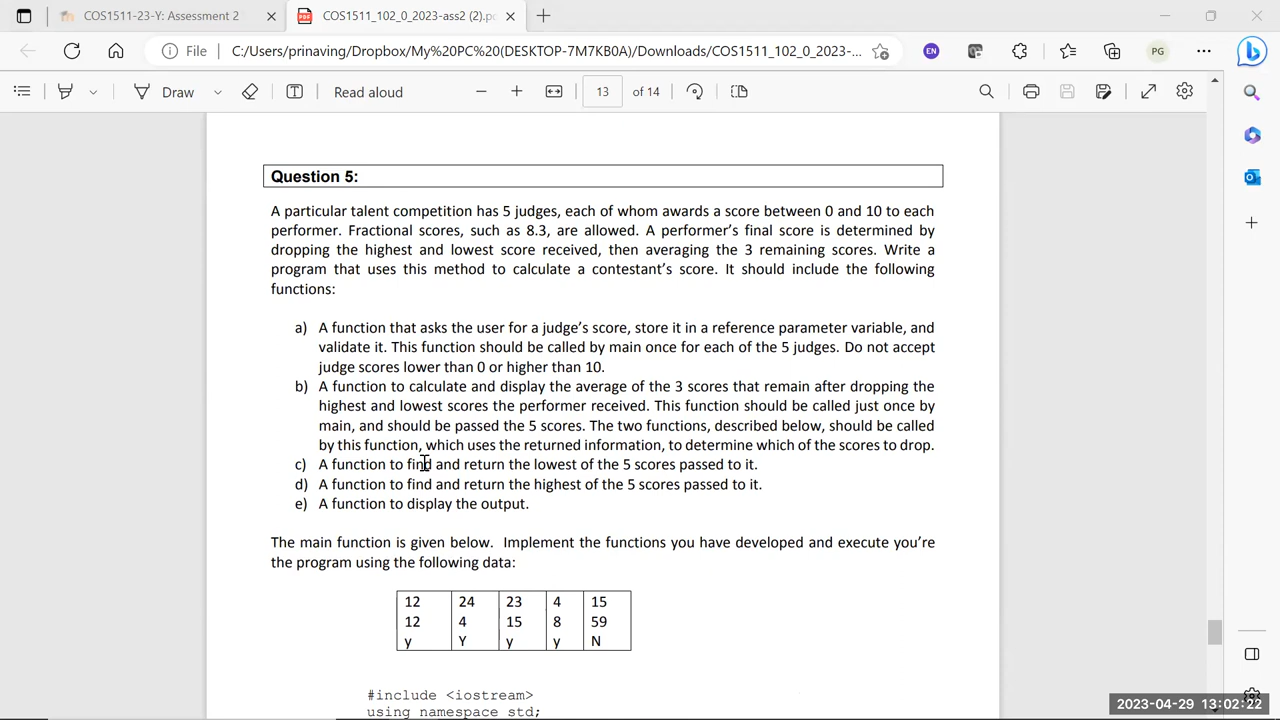 COS1511-23-Y: Assessment 2
COS1511_102_0_2023-ass2 (2).pd
File
C:/Users/prinaving/Dropbox/My%20PC%20(DESKTOP-7M7KB0A)/Downloads/COS1511_102_0_2023-...
EN
PG
Draw
Read aloud
13
of 14
Question 5:
A particular talent competition has 5 judges, each of whom awards a score between 0 and 10 to each
performer. Fractional scores, such as 8.3, are allowed. A performer's final score is determined by
dropping the highest and lowest score received, then averaging the 3 remaining scores. Write a
program that uses this method to calculate a contestant's score. It should include the following
functions:
a) A function that asks the user for a judge's score, store it in a reference parameter variable, and
validate it. This function should be called by main once for each of the 5 judges. Do not accept
judge scores lower than 0 or higher than 10.
b) A function to calculate and display the average of the 3 scores that remain after dropping the
highest and lowest scores the performer received. This function should be called just once by
main, and should be passed the 5 scores. The two functions, described below, should be called
by this function, which uses the returned information, to determine which of the scores to drop.
c) A function to find and return the lowest of the 5 scores passed to it.
d) A function to find and return the highest of the 5 scores passed to it.
e) A function to display the output.
The main function is given below. Implement the functions you have developed and execute you're
the program using the following data:
12 24 23 4 15
12 4 15 8 59
y Y y y N
#include <iostream>
using namespace std;
2023-04-29 13:02:22